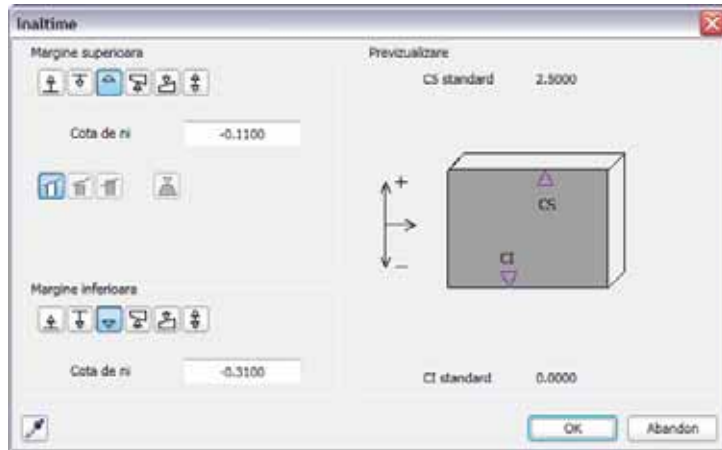 Inaltime
Margine superioara
Cota de ni
-0.1100
Margine inferioara
Cota de ni
-0.3100
Previzualizare
CS standard 2.5000
+
CS
CI
−
CI standard 0.0000
OK
Abandon